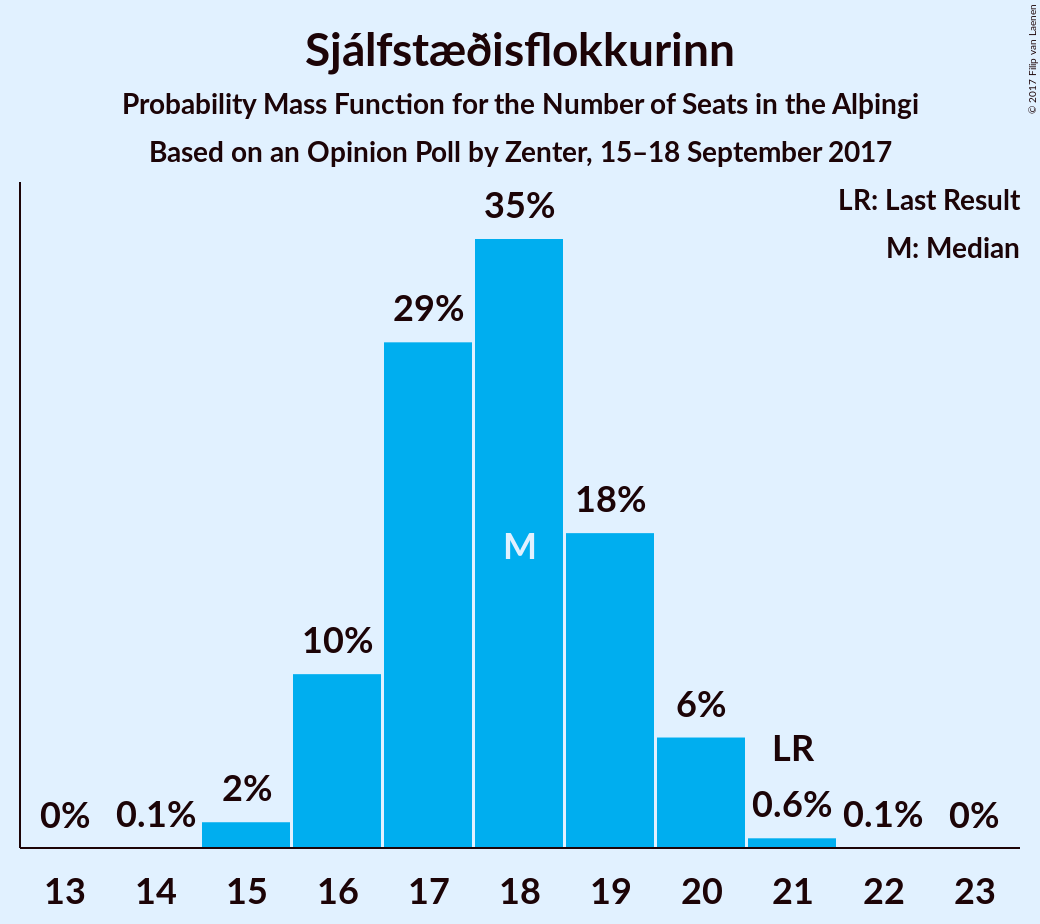 Sjálfstæðisflokkurinn
Probability Mass Function for the Number of Seats in the Alþingi
Based on an Opinion Poll by Zenter, 15–18 September 2017
© 2017 Filip van Laenen
LR: Last Result
M: Median
0%
0.1%
2%
10%
29%
35%
M
18%
6%
LR
0.6%
0.1%
0%
13 14 15 16 17 18 19 20 21 22 23